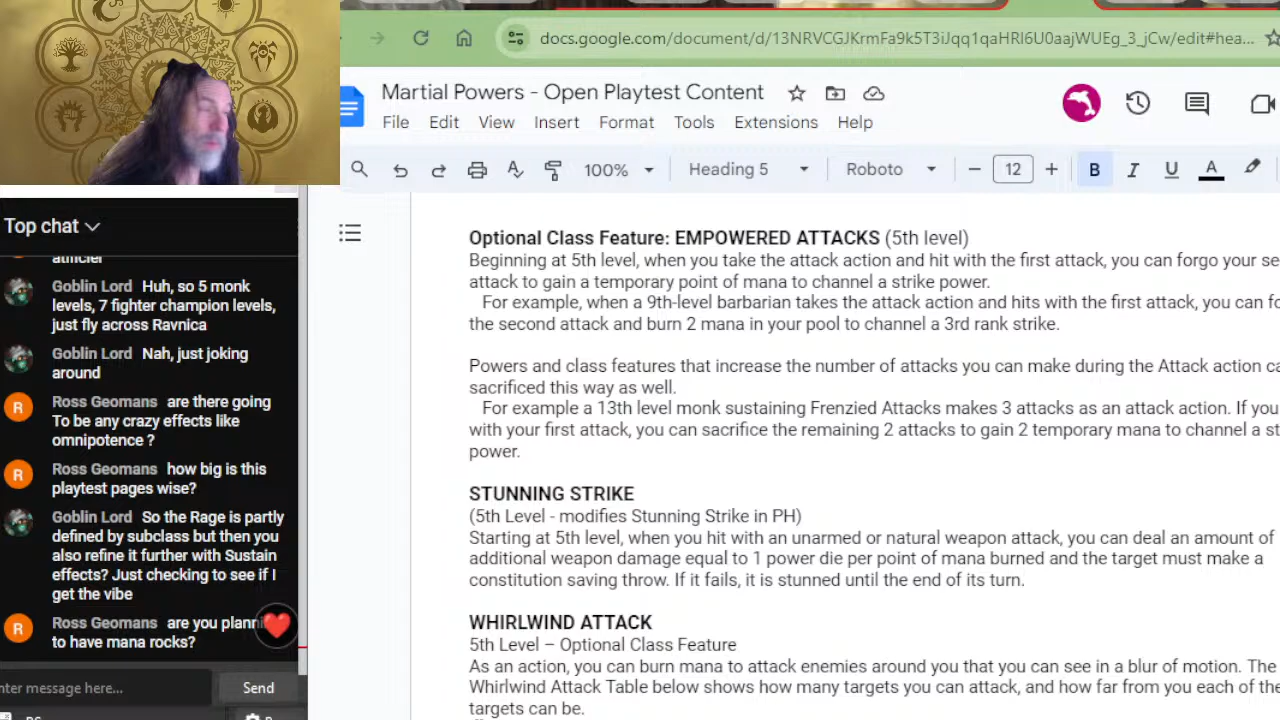 docs.google.com/document/d/13NRVCGJKrmFa9k5T3iJqq1qaHRl6U0aajWUEg_3_jCw/edit#hea...
Martial Powers - Open Playtest Content
File Edit View Insert Format Tools Extensions Help
100% Heading 5 Roboto 12 B I U A
Top chat
artificer
Goblin Lord Huh, so 5 monk
levels, 7 fighter champion levels,
just fly across Ravnica
Goblin Lord Nah, just joking
around
Ross Geomans are there going
To be any crazy effects like
omnipotence ?
Ross Geomans how big is this
playtest pages wise?
Goblin Lord So the Rage is partly
defined by subclass but then you
also refine it further with Sustain
effects? Just checking to see if I
get the vibe
Ross Geomans are you planni
to have mana rocks?
nter message here...
Send
Optional Class Feature: EMPOWERED ATTACKS (5th level)
Beginning at 5th level, when you take the attack action and hit with the first attack, you can forgo your se
attack to gain a temporary point of mana to channel a strike power.
For example, when a 9th-level barbarian takes the attack action and hits with the first attack, you can fo
the second attack and burn 2 mana in your pool to channel a 3rd rank strike.
Powers and class features that increase the number of attacks you can make during the Attack action ca
sacrificed this way as well.
For example a 13th level monk sustaining Frenzied Attacks makes 3 attacks as an attack action. If you
with your first attack, you can sacrifice the remaining 2 attacks to gain 2 temporary mana to channel a st
power.
STUNNING STRIKE
(5th Level - modifies Stunning Strike in PH)
Starting at 5th level, when you hit with an unarmed or natural weapon attack, you can deal an amount of
additional weapon damage equal to 1 power die per point of mana burned and the target must make a
constitution saving throw. If it fails, it is stunned until the end of its turn.
WHIRLWIND ATTACK
5th Level – Optional Class Feature
As an action, you can burn mana to attack enemies around you that you can see in a blur of motion. The
Whirlwind Attack Table below shows how many targets you can attack, and how far from you each of the
targets can be.